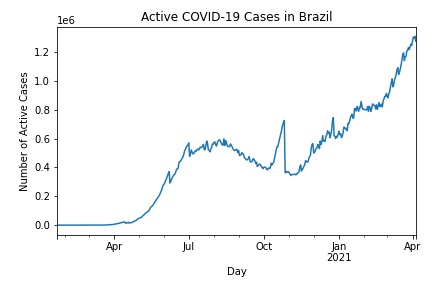 Active COVID-19 Cases in Brazil
1e6
1.2
1.0
0.8
0.6
0.4
0.2
0.0
Number of Active Cases
Apr Jul Oct Jan Apr
2021
Day